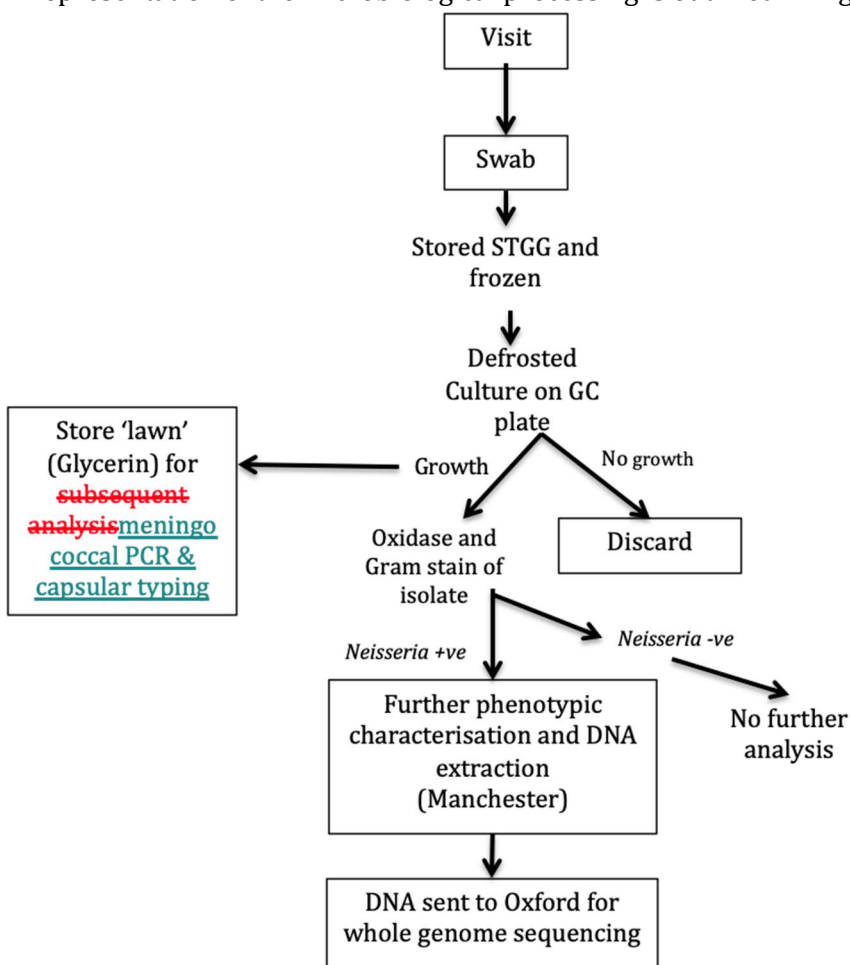 Visit
Swab
Stored STGG and
frozen
Defrosted
Culture on GC
plate
Growth
No growth
Store ‘lawn’
(Glycerin) for
subsequent
analysismeningo
coccal PCR &
capsular typing
Oxidase and
Gram stain of
isolate
Discard
Neisseria +ve
Neisseria -ve
Further phenotypic
characterisation and DNA
extraction
(Manchester)
No further
analysis
DNA sent to Oxford for
whole genome sequencing